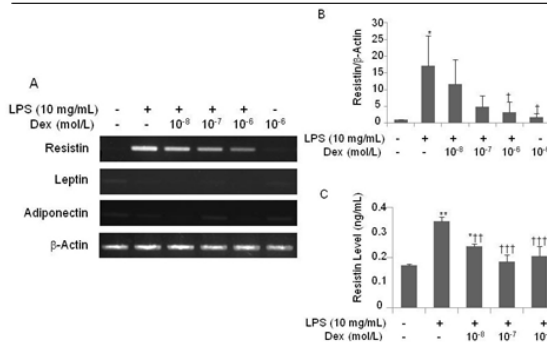 A
LPS (10 mg/mL) - + + + + -
Dex (mol/L) 10⁻⁸ 10⁻⁷ 10⁻⁶ 10⁻⁶
Resistin
Leptin
Adiponectin
β-Actin
B
Resistin/β-Actin
30
25
20
15
10
5
0
*
†
†
LPS (10 mg/mL) - + + + + -
Dex (mol/L) 10⁻⁸ 10⁻⁷ 10⁻⁶
C
Resistin Level (ng/mL)
0.4
0.3
0.2
0.1
0
**
*††
†††
†††
LPS (10 mg/mL) - + + + +
Dex (mol/L) 10⁻⁸ 10⁻⁷